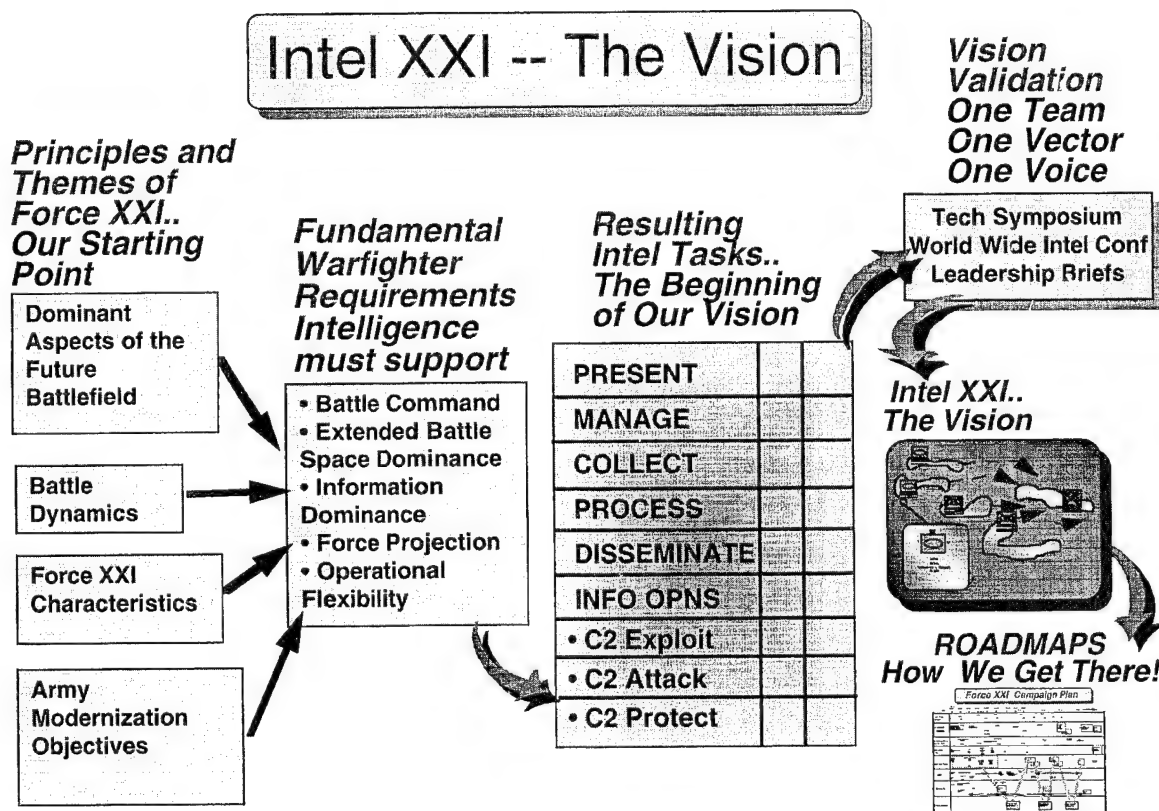 Intel XXI -- The Vision
Principles and
Themes of
Force XXI..
Our Starting
Point
Dominant
Aspects of the
Future
Battlefield
Battle
Dynamics
Force XXI
Characteristics
Army
Modernization
Objectives
Fundamental
Warfighter
Requirements
Intelligence
must support
• Battle Command
• Extended Battle
Space Dominance
• Information
Dominance
• Force Projection
• Operational
Flexibility
Resulting
Intel Tasks..
The Beginning
of Our Vision
PRESENT
MANAGE
COLLECT
PROCESS
DISSEMINATE
INFO OPNS
• C2 Exploit
• C2 Attack
• C2 Protect
Vision
Validation
One Team
One Vector
One Voice
Tech Symposium
World Wide Intel Conf
Leadership Briefs
Intel XXI..
The Vision
ROADMAPS
How We Get There!
Force XXI Campaign Plan